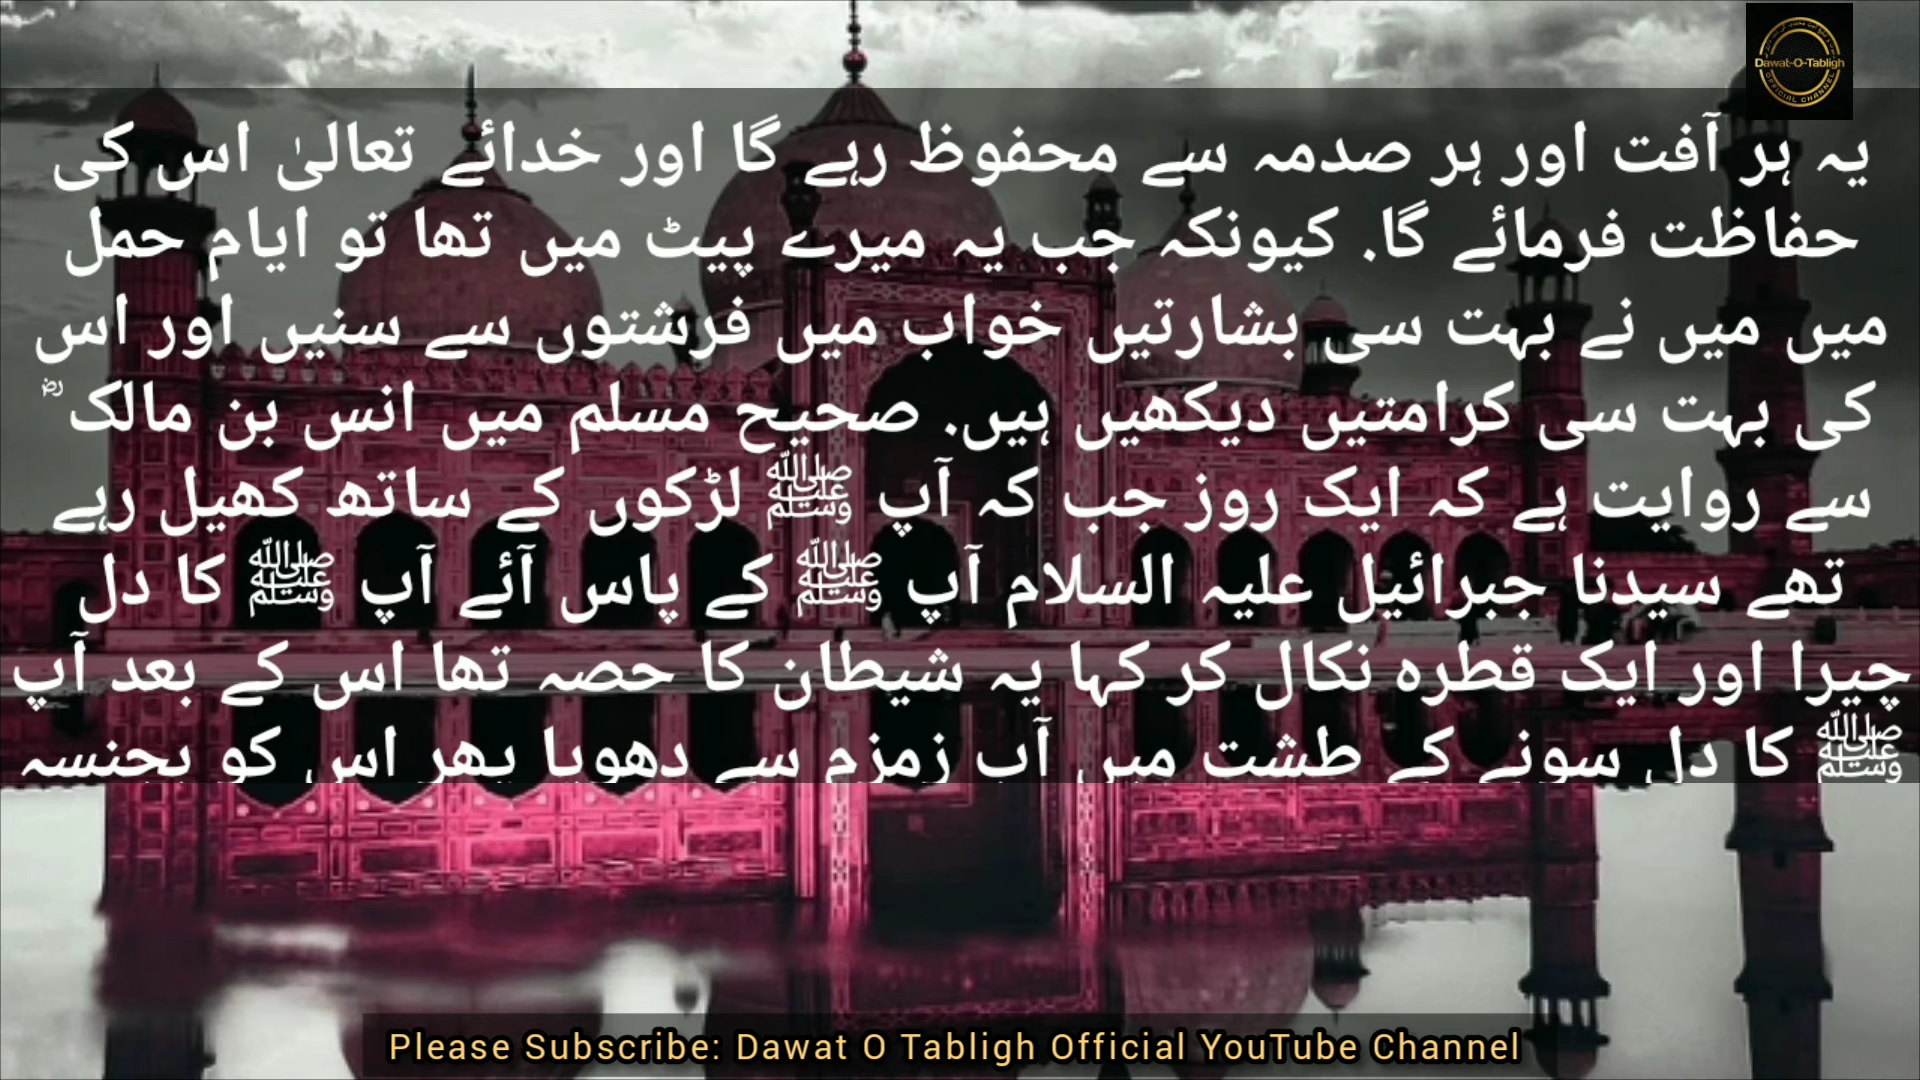 Dawat-O-Tabligh
OFFICIAL CHANNEL
یہ ہر آفت اور ہر صدمہ سے محفوظ رہے گا اور خدائے تعالیٰ اس کی
حفاظت فرمائے گا. کیونکہ جب یہ میرے پیٹ میں تھا تو ایام حمل
میں میں نے بہت سی بشارتیں خواب میں فرشتوں سے سنیں اور اس
کی بہت سی کرامتیں دیکھیں ہیں. صحیح مسلم میں انس بن مالک ؓ
سے روایت ہے کہ ایک روز جب کہ آپ ﷺ لڑکوں کے ساتھ کھیل رہے
تھے سیدنا جبرائیل علیہ السلام آپ ﷺ کے پاس آئے آپ ﷺ کا دل
چیرا اور ایک قطرہ نکال کر کہا یہ شیطان کا حصہ تھا اس کے بعد آپ
ﷺ کا دل سونے کے طشت میں آب زمزم سے دھویا پھر اس کو بجنسہ
Please Subscribe: Dawat O Tabligh Official YouTube Channel